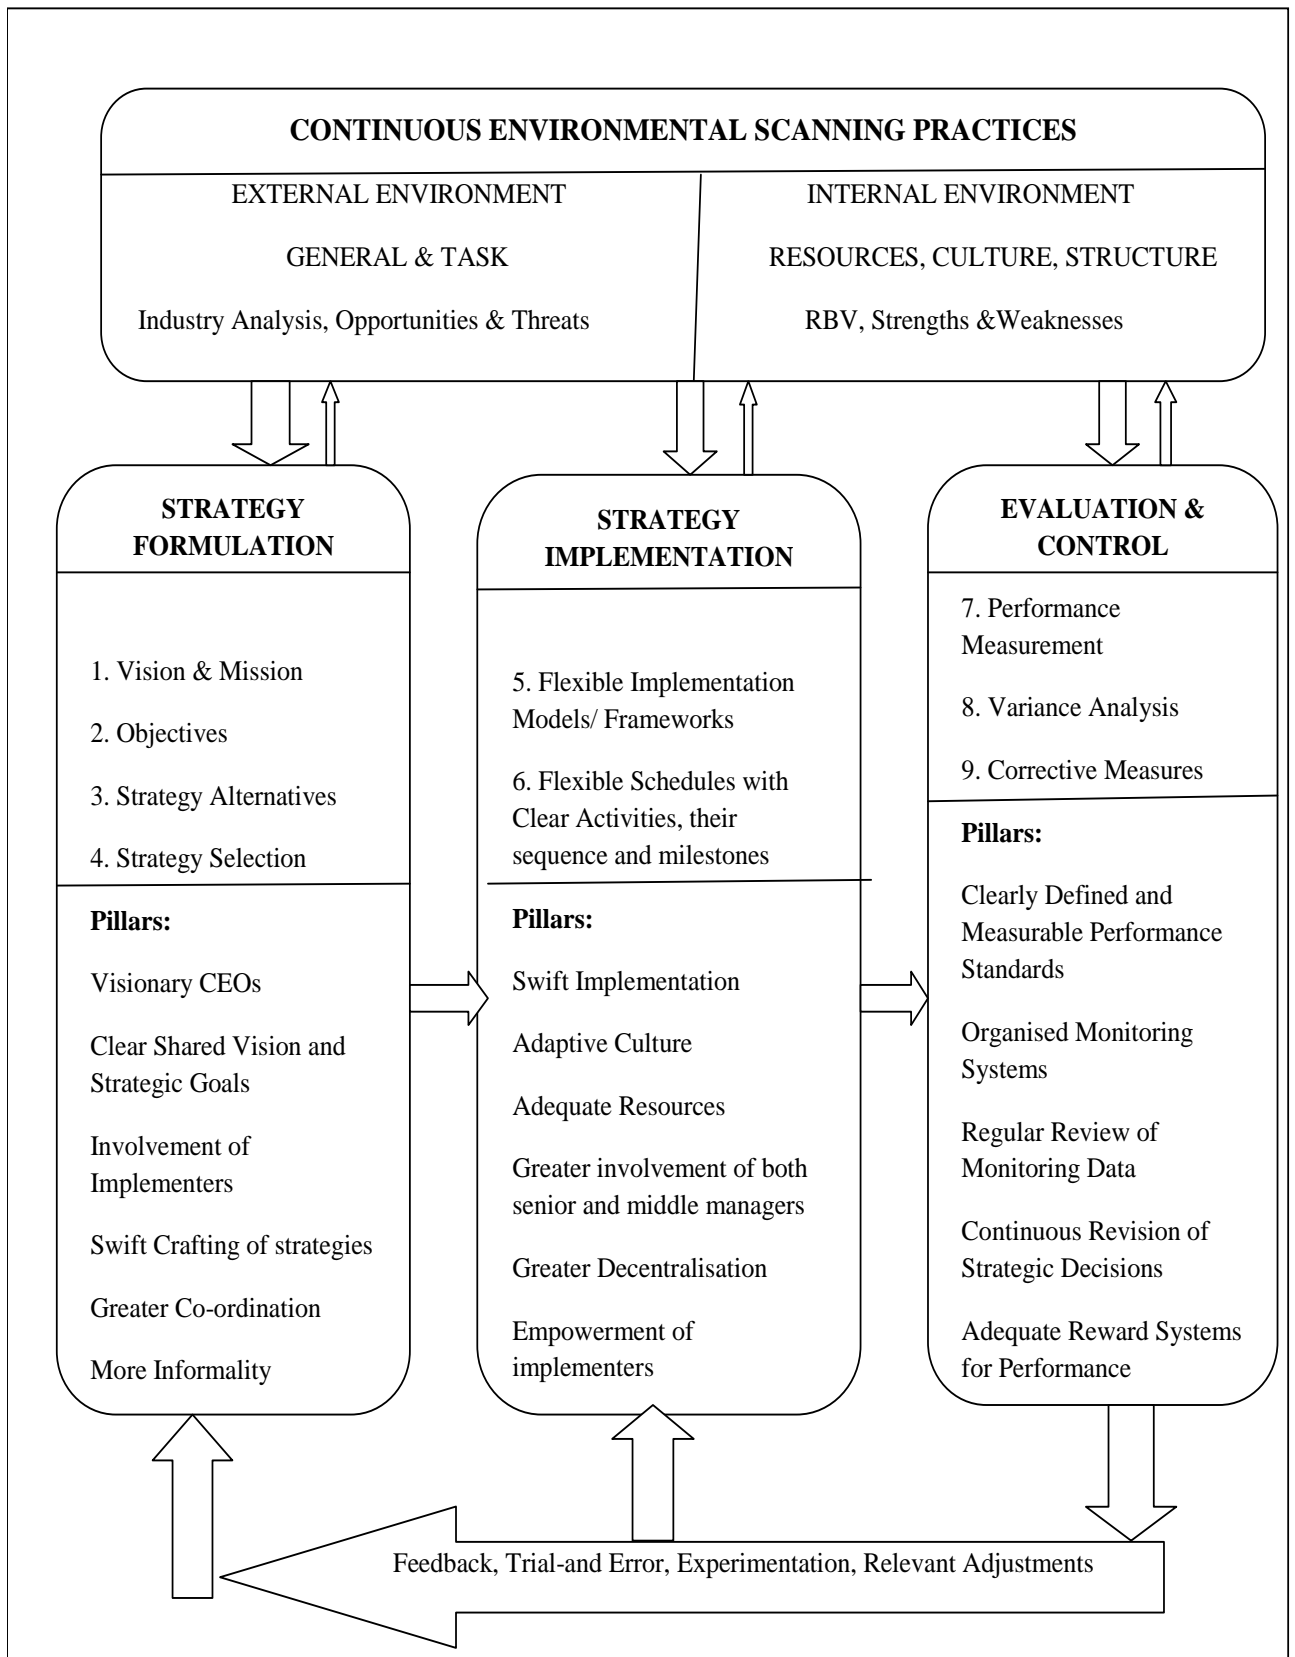 CONTINUOUS ENVIRONMENTAL SCANNING PRACTICES
EXTERNAL ENVIRONMENT
GENERAL & TASK
Industry Analysis, Opportunities & Threats
INTERNAL ENVIRONMENT
RESOURCES, CULTURE, STRUCTURE
RBV, Strengths &Weaknesses
STRATEGY
FORMULATION
1. Vision & Mission
2. Objectives
3. Strategy Alternatives
4. Strategy Selection
Pillars:
Visionary CEOs
Clear Shared Vision and
Strategic Goals
Involvement of
Implementers
Swift Crafting of strategies
Greater Co-ordination
More Informality
STRATEGY
IMPLEMENTATION
5. Flexible Implementation
Models/ Frameworks
6. Flexible Schedules with
Clear Activities, their
sequence and milestones
Pillars:
Swift Implementation
Adaptive Culture
Adequate Resources
Greater involvement of both
senior and middle managers
Greater Decentralisation
Empowerment of
implementers
EVALUATION &
CONTROL
7. Performance
Measurement
8. Variance Analysis
9. Corrective Measures
Pillars:
Clearly Defined and
Measurable Performance
Standards
Organised Monitoring
Systems
Regular Review of
Monitoring Data
Continuous Revision of
Strategic Decisions
Adequate Reward Systems
for Performance
Feedback, Trial-and Error, Experimentation, Relevant Adjustments